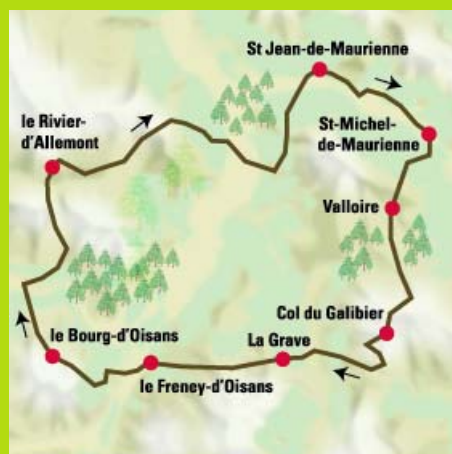 St Jean-de-Maurienne
le Rivier-
d'Allemont
St-Michel-
de-Maurienne
Valloire
Col du Galibier
le Bourg-d'Oisans
La Grave
le Freney-d'Oisans